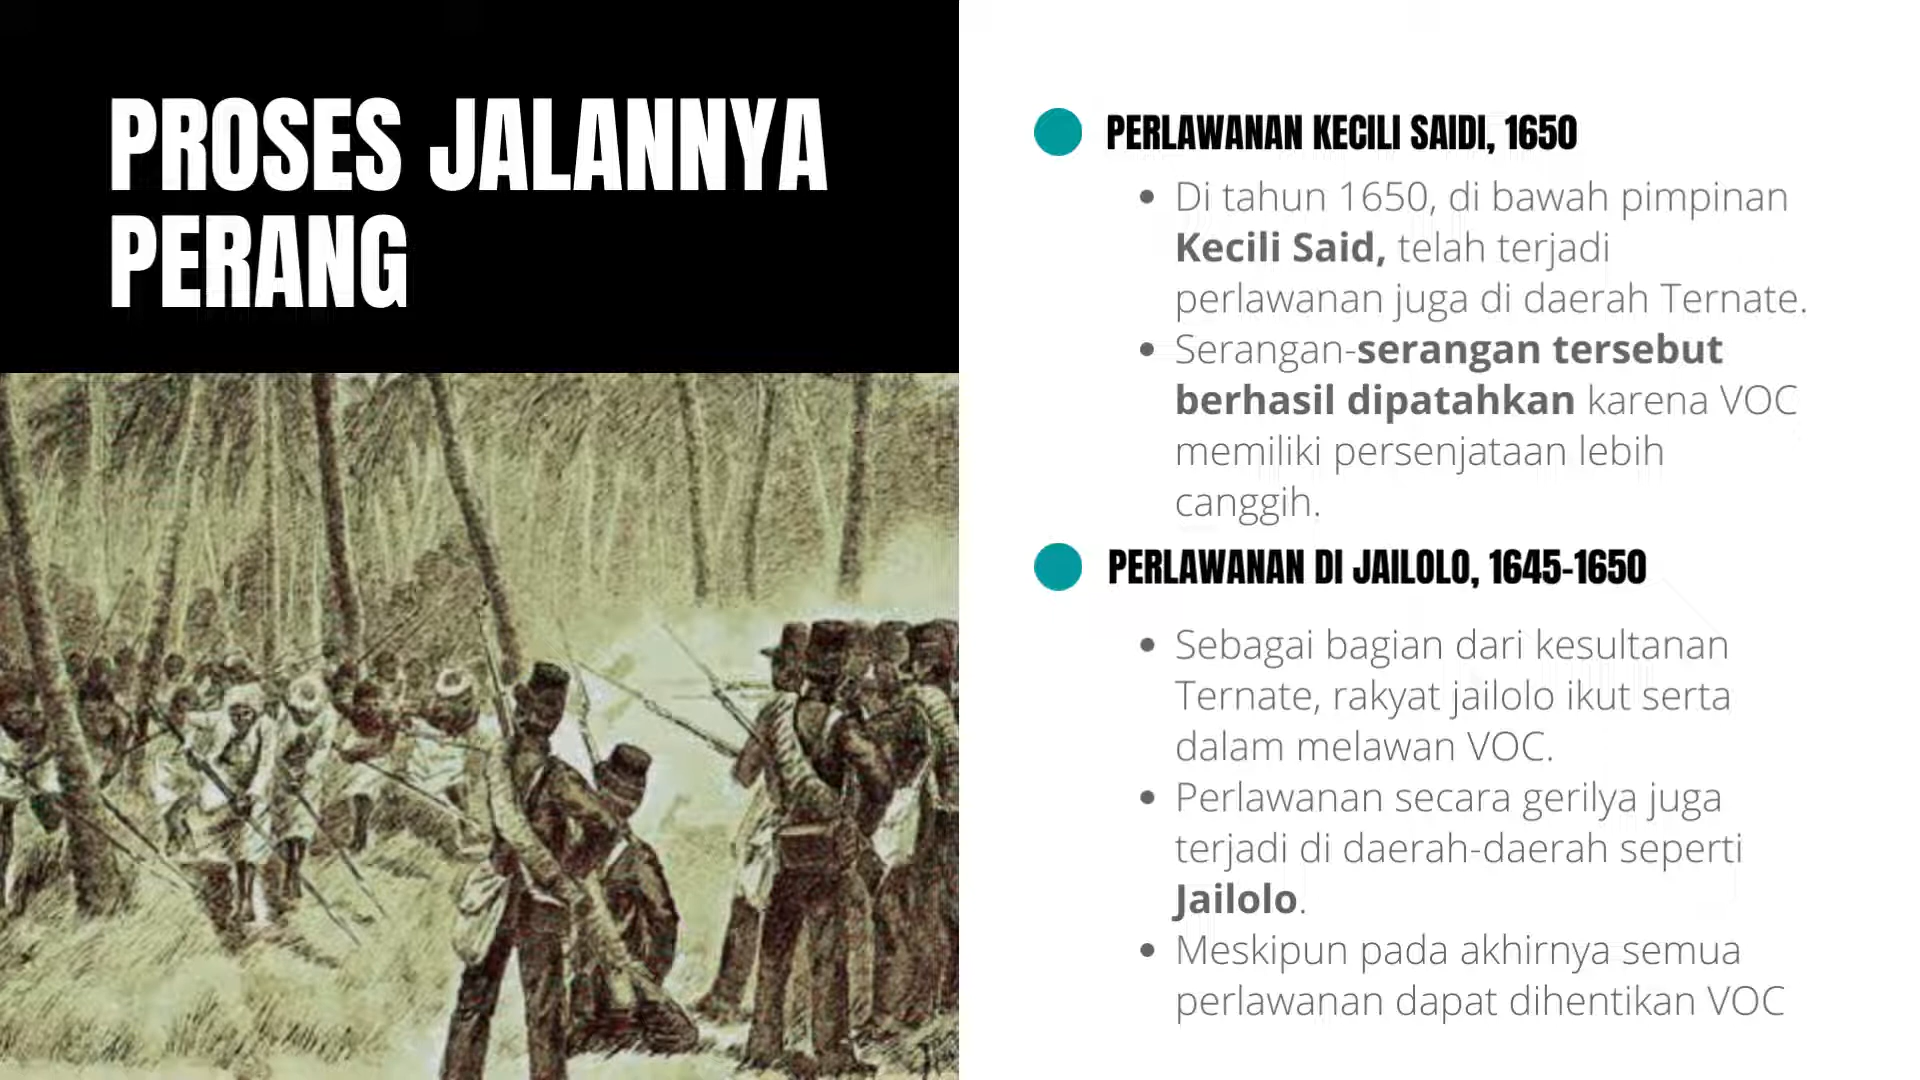 PROSES JALANNYA
PERANG
PERLAWANAN KECILI SAIDI, 1650
Di tahun 1650, di bawah pimpinan
Kecili Said, telah terjadi
perlawanan juga di daerah Ternate.
Serangan-serangan tersebut
berhasil dipatahkan karena VOC
memiliki persenjataan lebih
canggih.
PERLAWANAN DI JAILOLO, 1645-1650
Sebagai bagian dari kesultanan
Ternate, rakyat jailolo ikut serta
dalam melawan VOC.
Perlawanan secara gerilya juga
terjadi di daerah-daerah seperti
Jailolo.
Meskipun pada akhirnya semua
perlawanan dapat dihentikan VOC